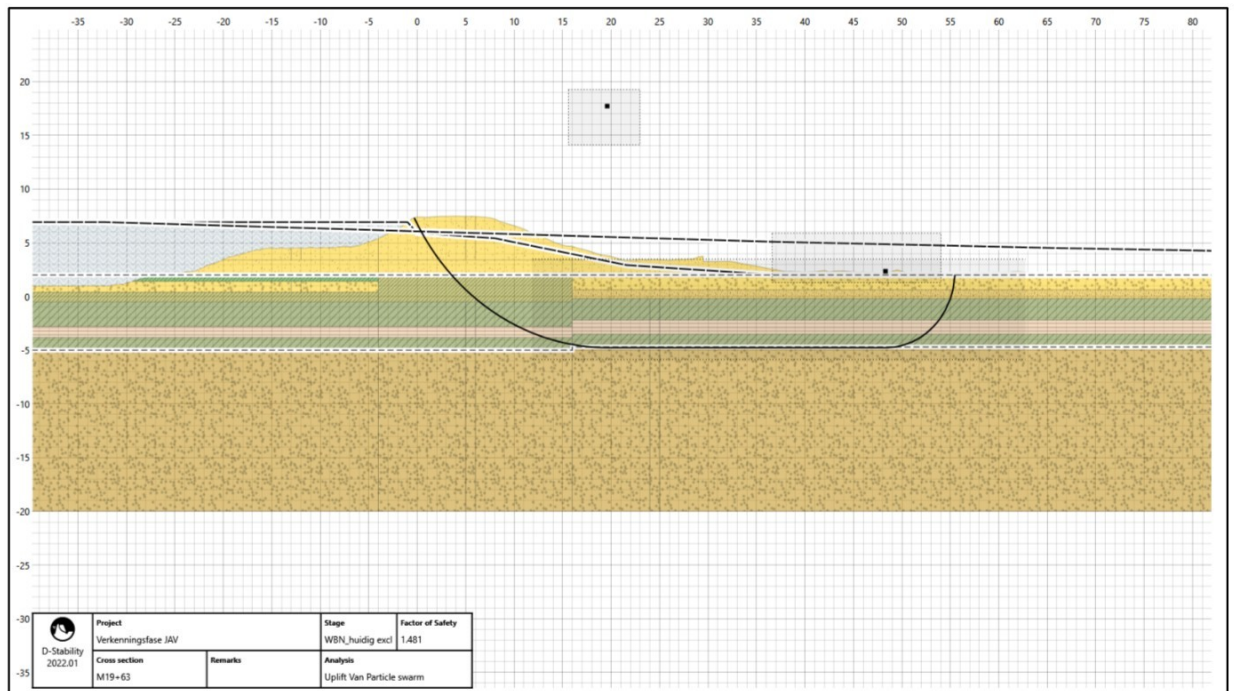 -35 -30 -25 -20 -15 -10 -5 0 5 10 15 20 25 30 35 40 45 50 55 60 65 70 75 80
20
15
10
5
0
-5
-10
-15
-20
-25
-30
-35
D-Stability
2022.01
Project
Verkenningsfase JAV
Stage
WBN_huidig excl
Factor of Safety
1.481
Cross section
M19+63
Remarks
Analysis
Uplift Van Particle swarm